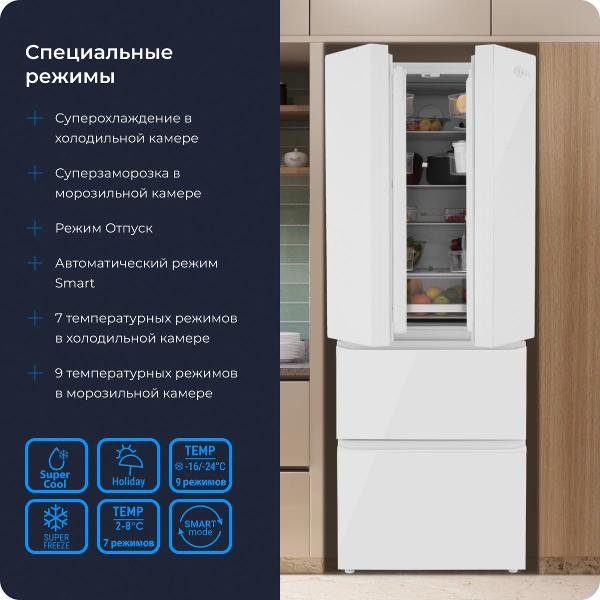 Специальные
режимы
Суперохлаждение в
холодильной камере
Суперзаморозка в
морозильной камере
Режим Отпуск
Автоматический режим
Smart
7 температурных режимов
в холодильной камере
9 температурных режимов
в морозильной камере
Super
Cool
Holiday
TEMP
-16/-24°C
9 режимов
SUPER
FREEZE
TEMP
2-8°C
7 режимов
SMART
mode